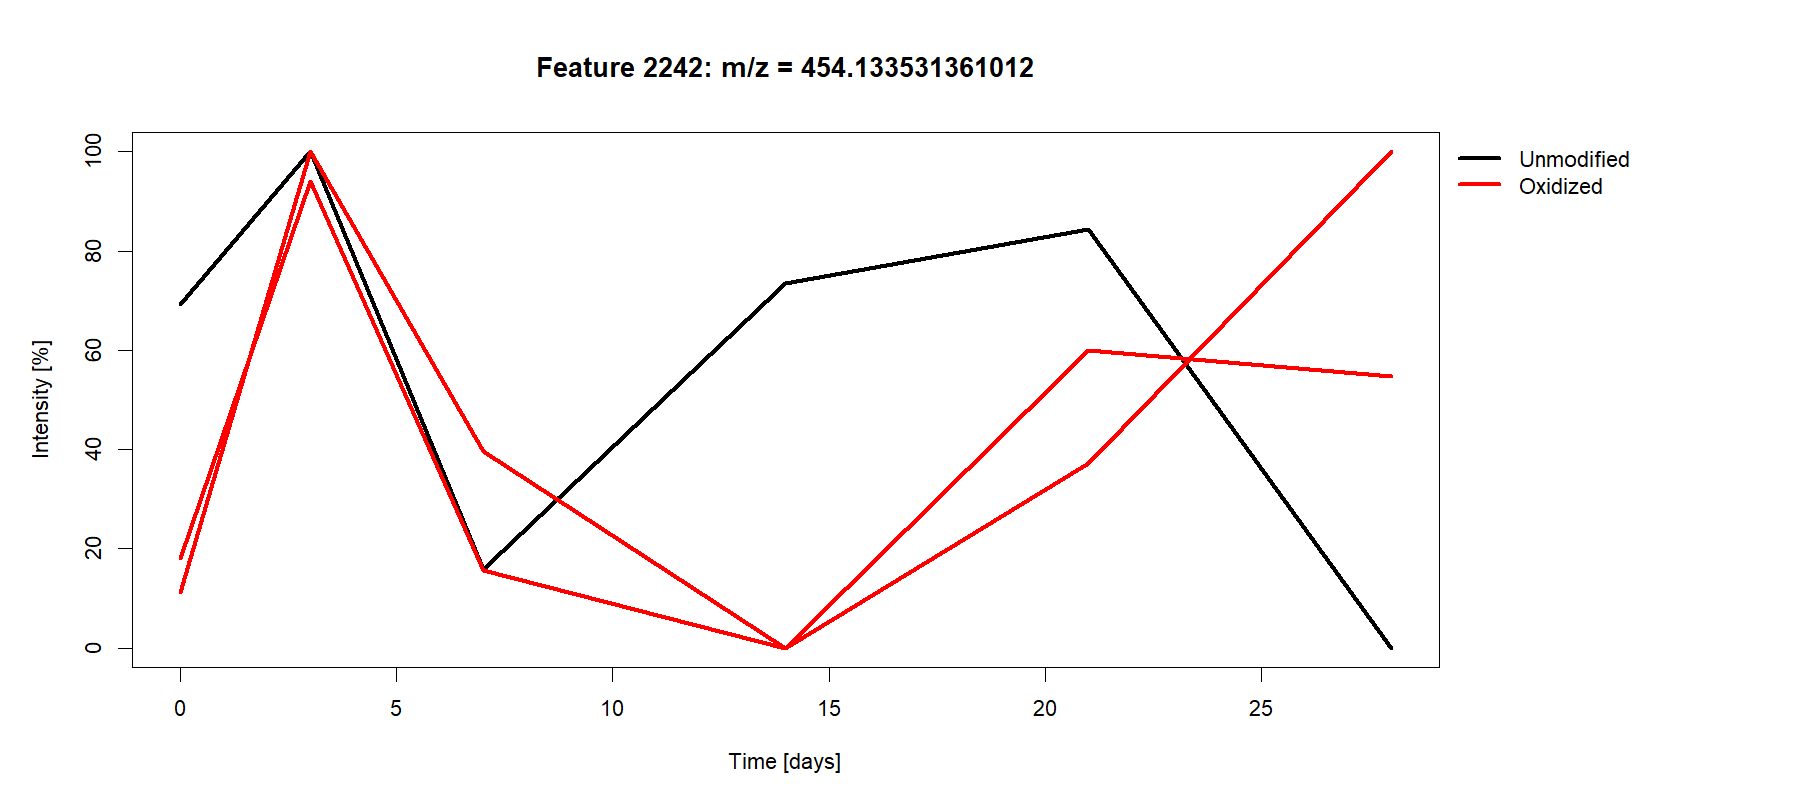 Feature 2242: m/z = 454.133531361012
Unmodified
Oxidized
100
80
60
40
20
0
Intensity [%]
0 5 10 15 20 25
Time [days]